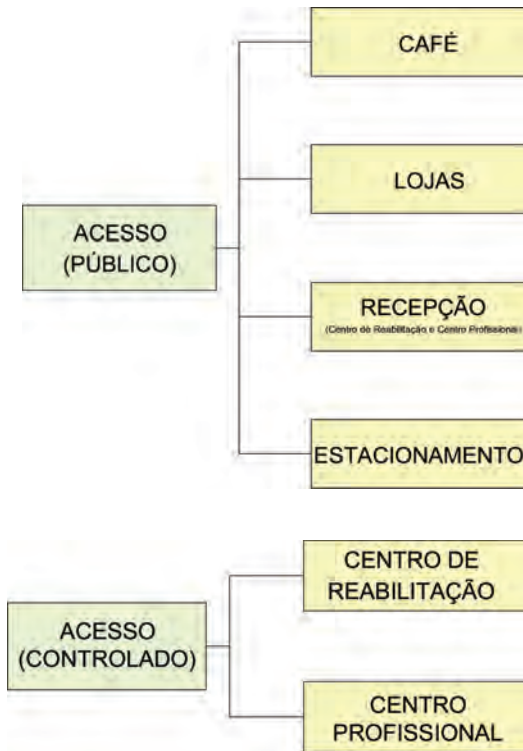 CAFÉ
LOJAS
ACESSO
(PÚBLICO)
RECEPÇÃO
(Centro de Reabilitação e Centro Profissional)
ESTACIONAMENTO
CENTRO DE
REABILITAÇÃO
ACESSO
(CONTROLADO)
CENTRO
PROFISSIONAL